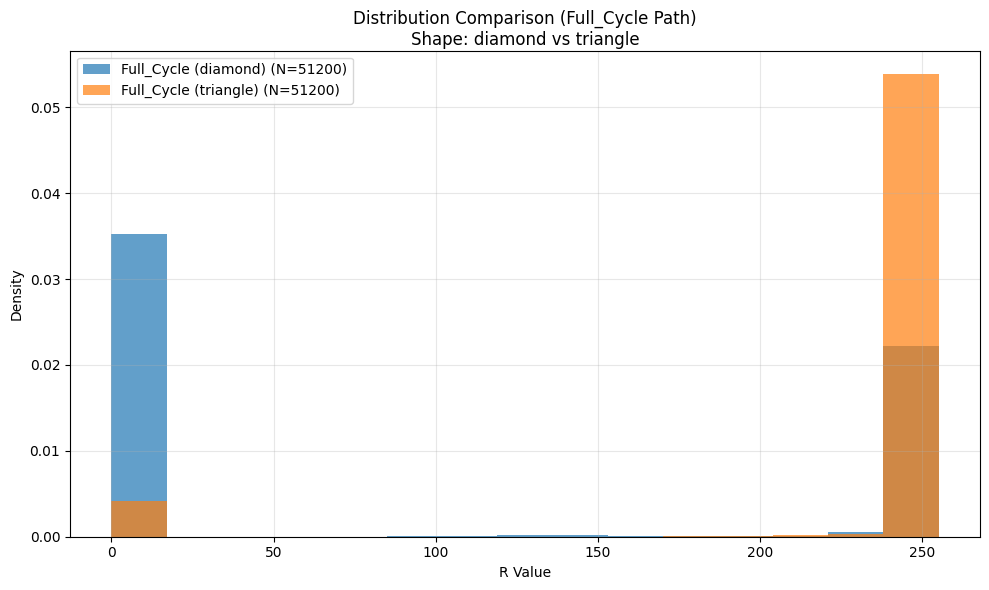 Distribution Comparison (Full_Cycle Path)
Shape: diamond vs triangle
Full_Cycle (diamond) (N=51200)
Full_Cycle (triangle) (N=51200)
0.05
0.04
0.03
0.02
0.01
0.00
Density
0 50 100 150 200 250
R Value